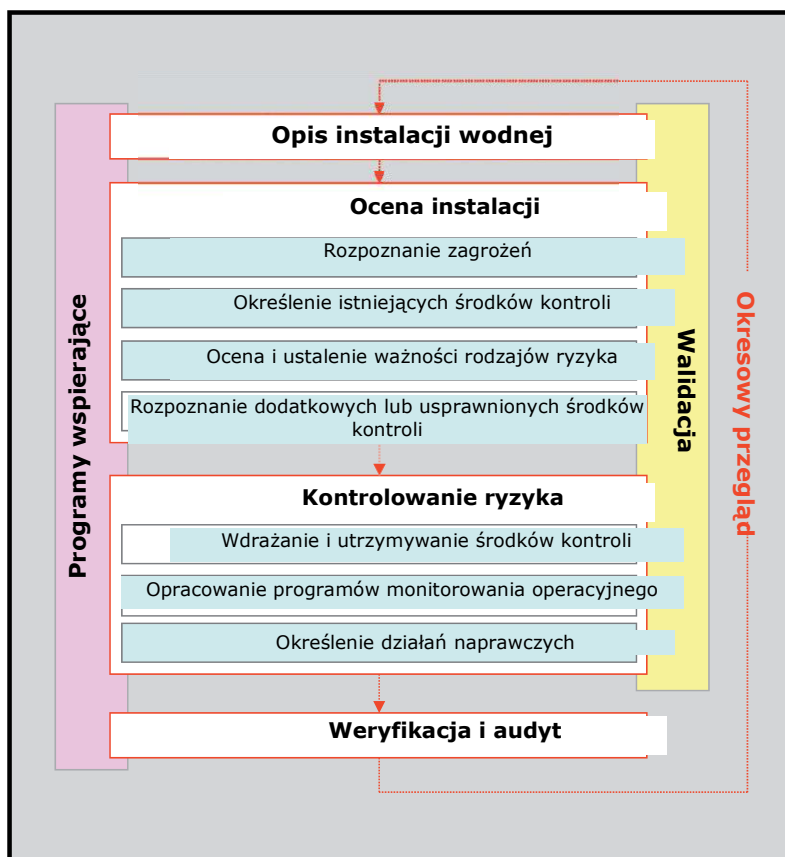 Opis instalacji wodnej
Ocena instalacji
Rozpoznanie zagrożeń
Określenie istniejących środków kontroli
Ocena i ustalenie ważności rodzajów ryzyka
Rozpoznanie dodatkowych lub usprawnionych środków
kontroli
Kontrolowanie ryzyka
Wdrażanie i utrzymywanie środków kontroli
Opracowanie programów monitorowania operacyjnego
Określenie działań naprawczych
Weryfikacja i audyt
Programy wspierające
Walidacja
Okresowy przegląd